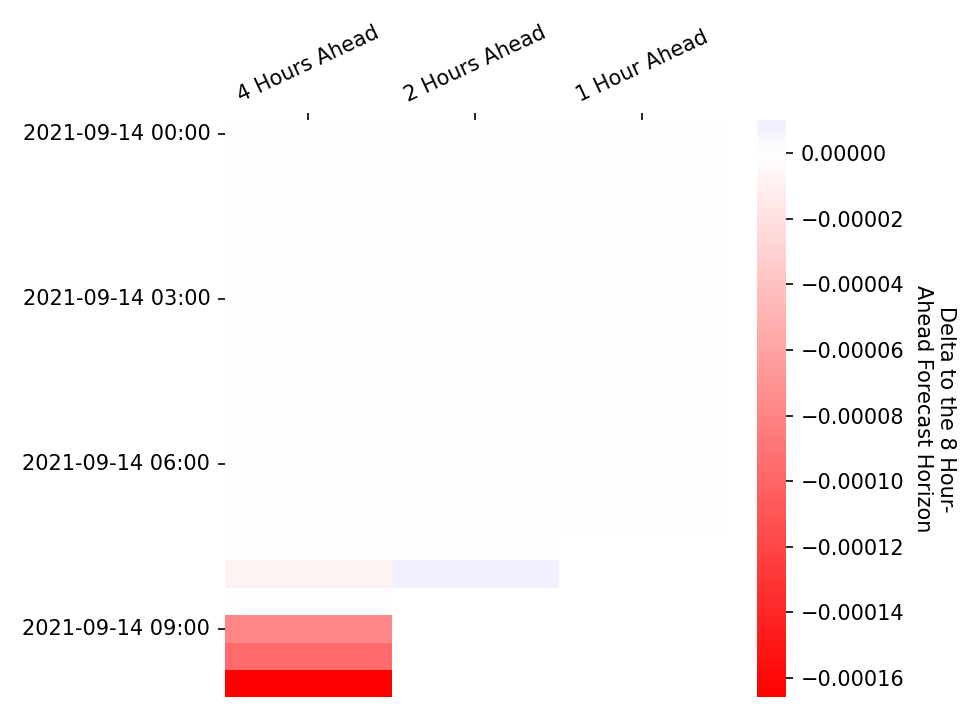 4 Hours Ahead
2 Hours Ahead
1 Hour Ahead
2021-09-14 00:00
2021-09-14 03:00
2021-09-14 06:00
2021-09-14 09:00
0.00000
−0.00002
−0.00004
−0.00006
−0.00008
−0.00010
−0.00012
−0.00014
−0.00016
Delta to the 8 Hour-
Ahead Forecast Horizon